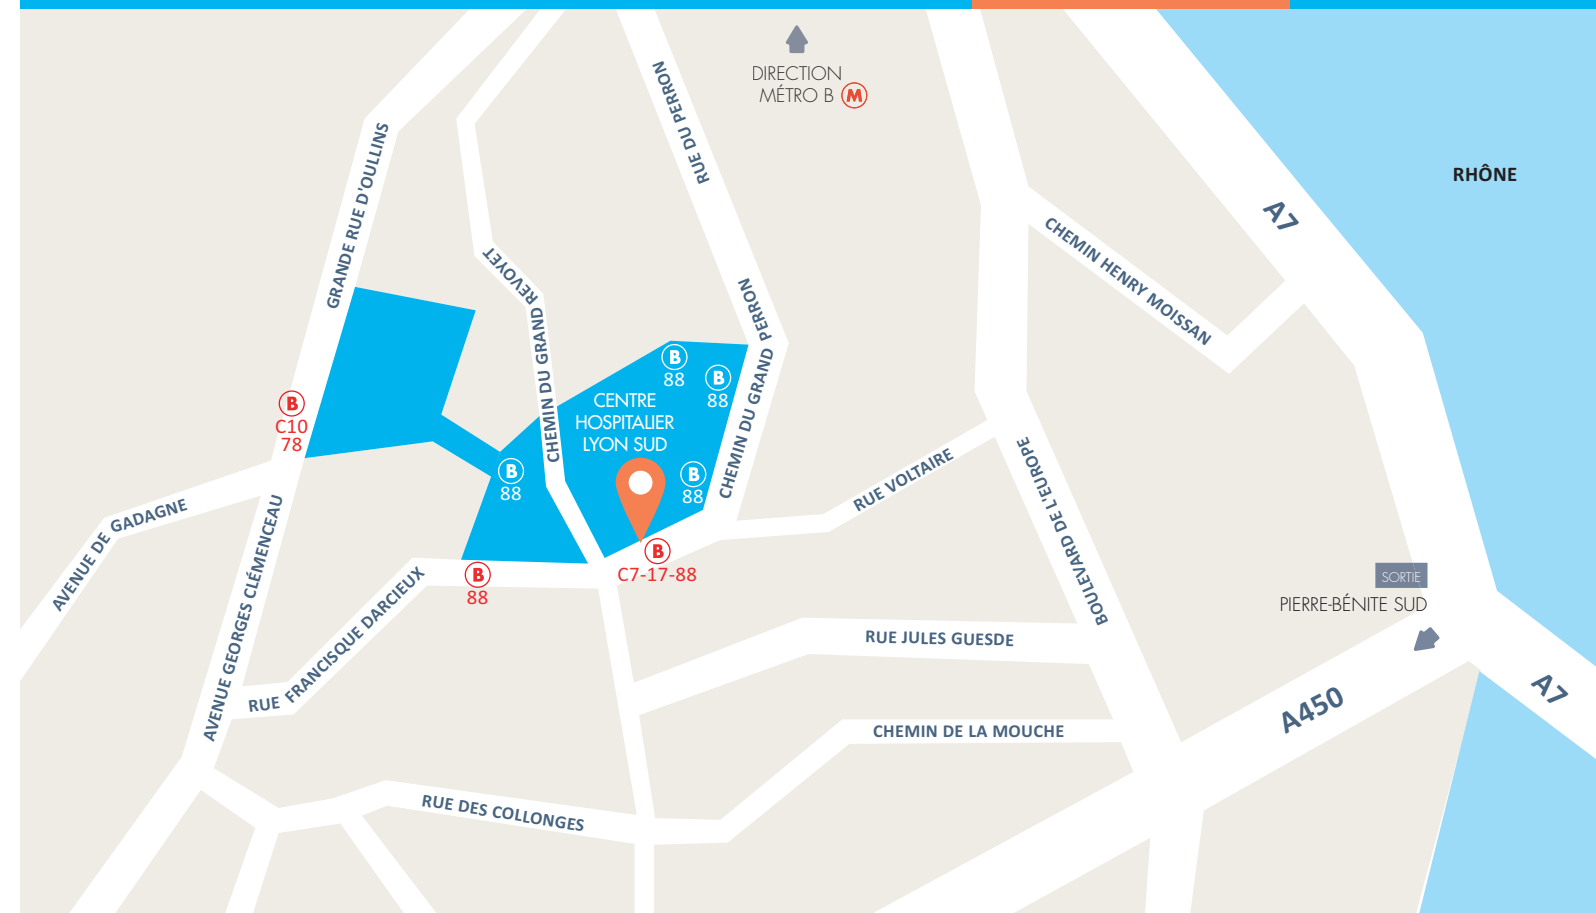 DIRECTION
MÉTRO B M
RUE DU PERRON
GRANDE RUE D'OULLINS
RHÔNE
A7
CHEMIN HENRY MOISSAN
CHEMIN DU GRAND REVOYET
CHEMIN DU GRAND PERRON
B
88
B
88
CENTRE
HOSPITALIER
LYON SUD
B
C10
78
B
88
B
88
RUE VOLTAIRE
BOULEVARD DE L'EUROPE
AVENUE DE GADAGNE
AVENUE GEORGES CLÉMENCEAU
B
C7-17-88
B
88
RUE FRANCISQUE DARCIEUX
SORTIE
PIERRE-BÉNITE SUD
RUE JULES GUESDE
A7
A450
CHEMIN DE LA MOUCHE
RUE DES COLLONGES